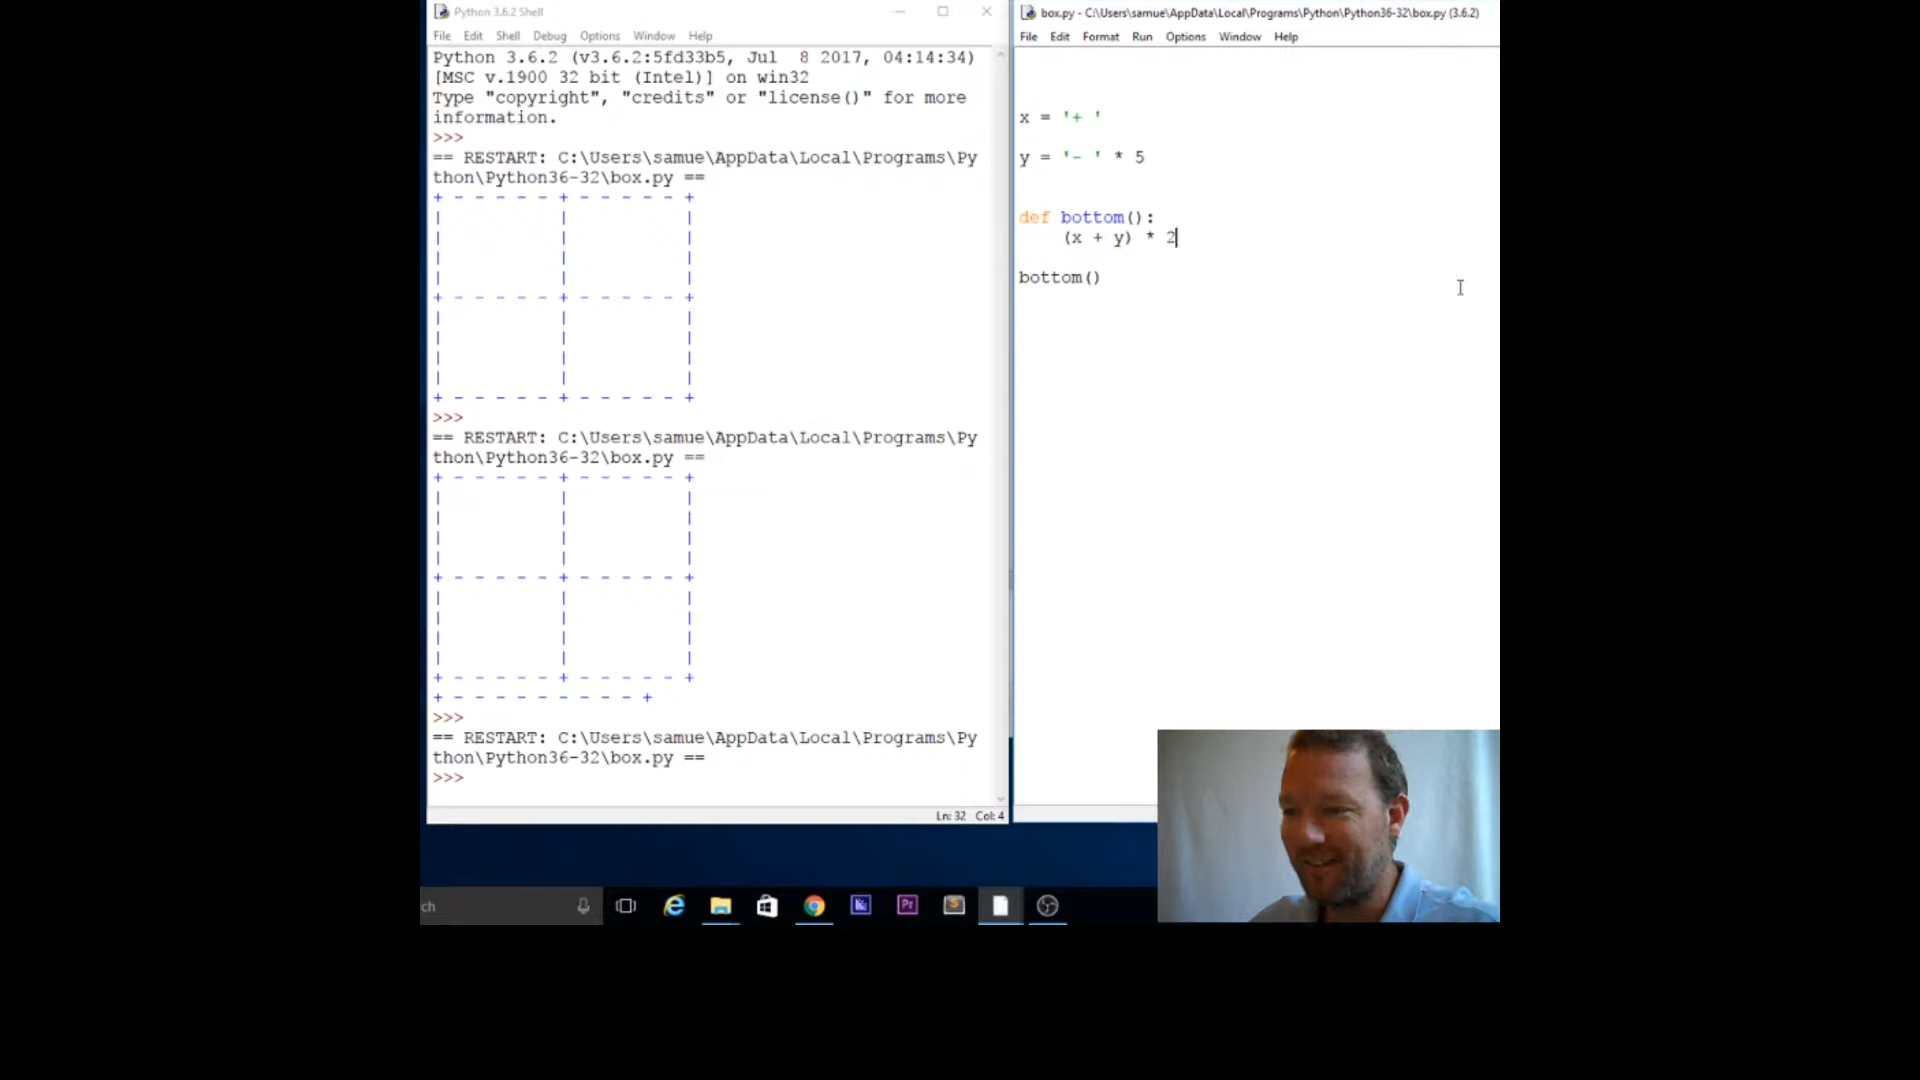 Python 3.6.2 Shell
File Edit Shell Debug Options Window Help
Python 3.6.2 (v3.6.2:5fd33b5, Jul  8 2017, 04:14:34)
[MSC v.1900 32 bit (Intel)] on win32
Type "copyright", "credits" or "license()" for more
information.
>>>
== RESTART: C:\Users\samue\AppData\Local\Programs\Py
thon\Python36-32\box.py ==
+ - - - - - + - - - - - +
|           |           |
|           |           |
|           |           |
|           |           |
+ - - - - - + - - - - - +
|           |           |
|           |           |
|           |           |
|           |           |
+ - - - - - + - - - - - +
>>>
== RESTART: C:\Users\samue\AppData\Local\Programs\Py
thon\Python36-32\box.py ==
+ - - - - - + - - - - - +
|           |           |
|           |           |
|           |           |
|           |           |
+ - - - - - + - - - - - +
|           |           |
|           |           |
|           |           |
|           |           |
+ - - - - - + - - - - - +
+ - - - - - - - - - +
>>>
== RESTART: C:\Users\samue\AppData\Local\Programs\Py
thon\Python36-32\box.py ==
>>>
Ln: 32 Col: 4
box.py - C:\Users\samue\AppData\Local\Programs\Python\Python36-32\box.py (3.6.2)
File Edit Format Run Options Window Help
x = '+ '
y = '- ' * 5
def bottom():
    (x + y) * 2
bottom()
ch
Pr
S